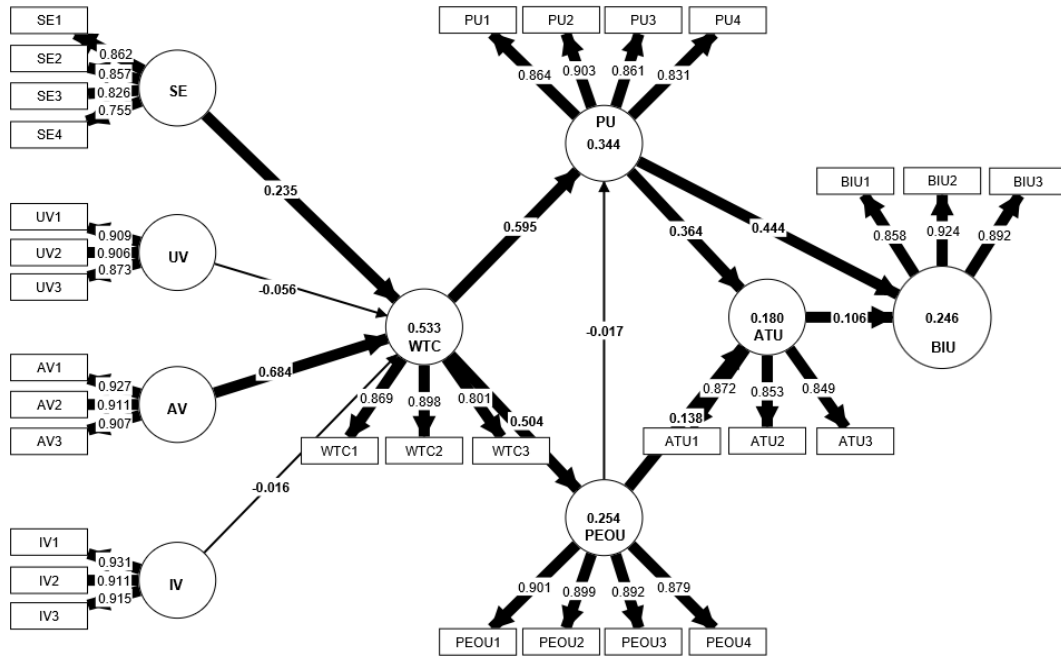 SE1
SE2
SE3
SE4
0.862
0.857
0.826
0.755
SE
0.235
UV1
UV2
UV3
0.909
0.906
0.873
UV
-0.056
AV1
AV2
AV3
0.927
0.911
0.907
AV
0.684
IV1
IV2
IV3
0.931
0.911
0.915
IV
-0.016
0.533
WTC
0.869
0.898
0.801
WTC1
WTC2
WTC3
0.595
0.504
PU1
PU2
PU3
PU4
0.864
0.903
0.861
0.831
PU
0.344
-0.017
0.364
0.444
0.254
PEOU
0.138
0.901
0.899
0.892
0.879
PEOU1
PEOU2
PEOU3
PEOU4
0.180
ATU
0.106
0.872
0.853
0.849
ATU1
ATU2
ATU3
BIU1
BIU2
BIU3
0.858
0.924
0.892
0.246
BIU